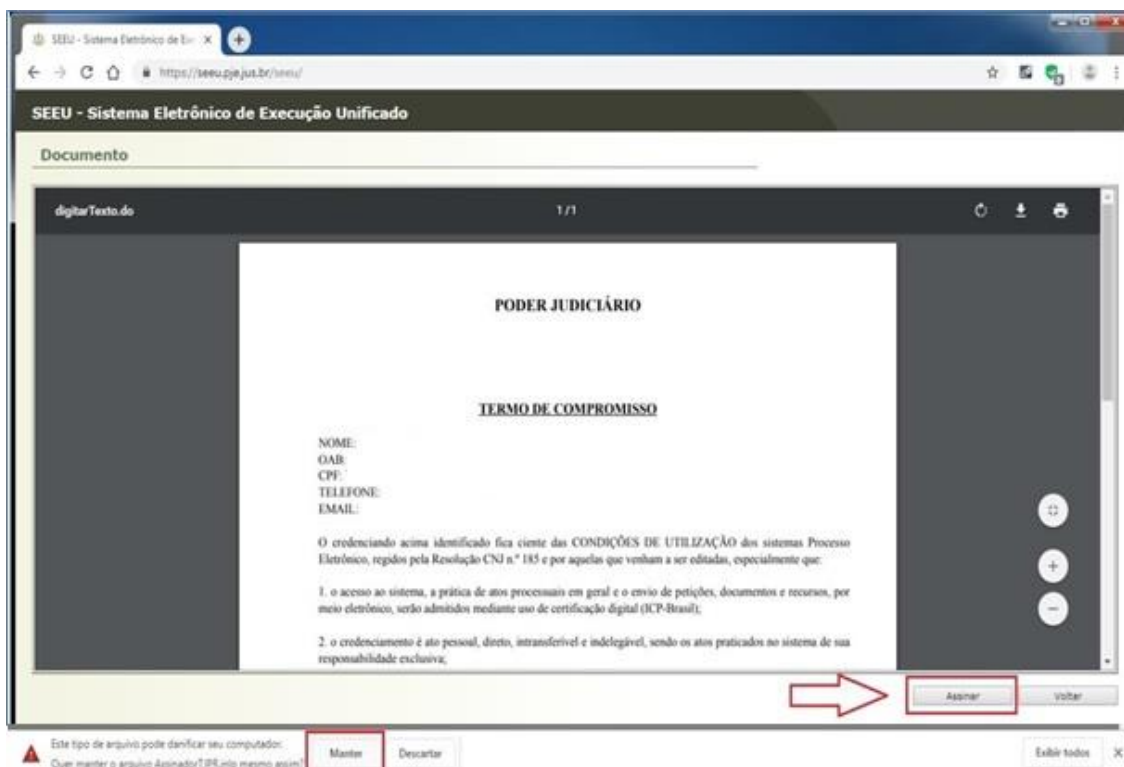 SEEU - Sistema Eletrônico de E
https://seeu.pje.jus.br/seeu/
SEEU - Sistema Eletrônico de Execução Unificado
Documento
digitarTexto.do
1 / 1
PODER JUDICIÁRIO
TERMO DE COMPROMISSO
NOME:
OAB:
CPF:
TELEFONE:
EMAIL:
O credenciando acima identificado fica ciente das CONDIÇÕES DE UTILIZAÇÃO dos sistemas Processo
Eletrônico, regidos pela Resolução CNJ n.º 185 e por aquelas que venham a ser editadas, especialmente que:
1. o acesso ao sistema, a prática de atos processuais em geral e o envio de petições, documentos e recursos, por
meio eletrônico, serão admitidos mediante uso de certificação digital (ICP-Brasil);
2. o credenciamento é ato pessoal, direto, intransferível e indelegável, sendo os atos praticados no sistema de sua
responsabilidade exclusiva;
Assinar
Voltar
Este tipo de arquivo pode danificar seu computador.
Quer manter o arquivo mesmo assim?
Manter
Descartar
Exibir todos